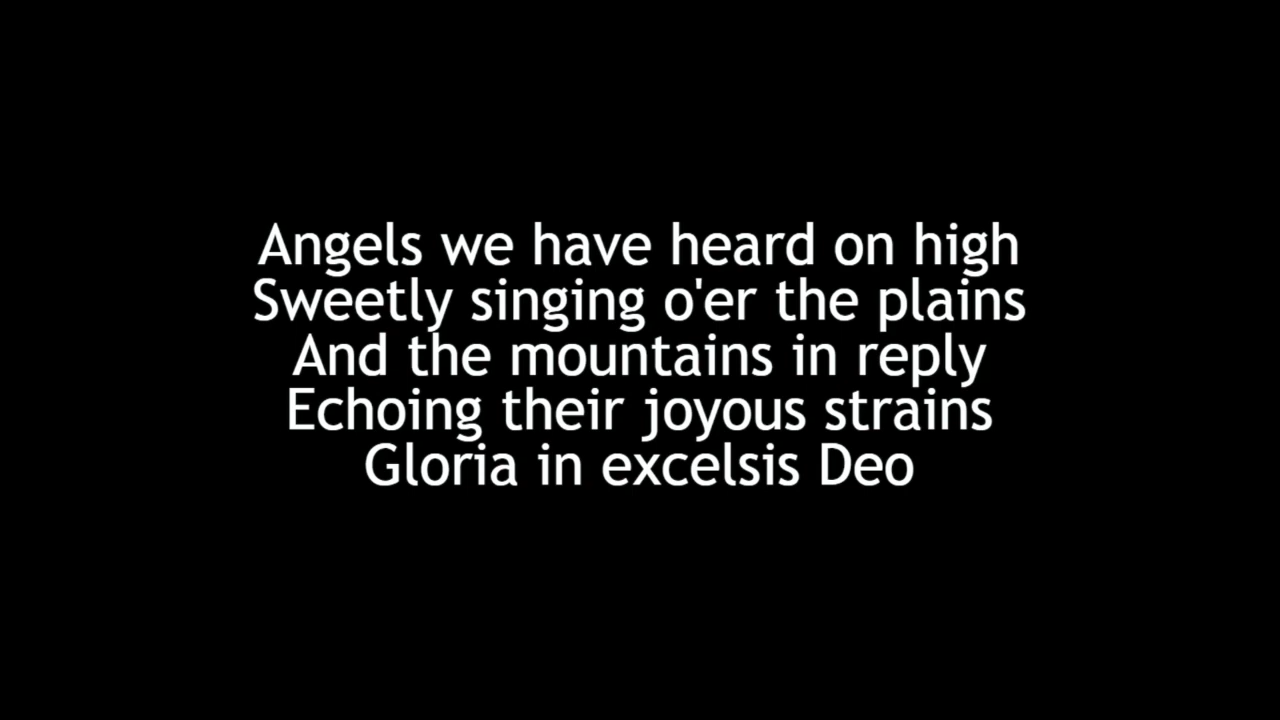 Angels we have heard on high
Sweetly singing o'er the plains
And the mountains in reply
Echoing their joyous strains
Gloria in excelsis Deo